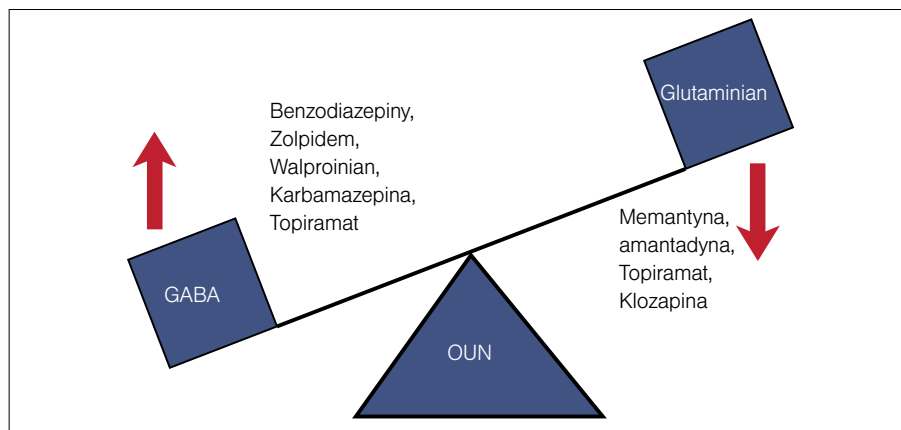 Glutaminian
Benzodiazepiny,
Zolpidem,
Walproinian,
Karbamazepina,
Topiramat
Memantyna,
amantadyna,
Topiramat,
Klozapina
GABA
OUN